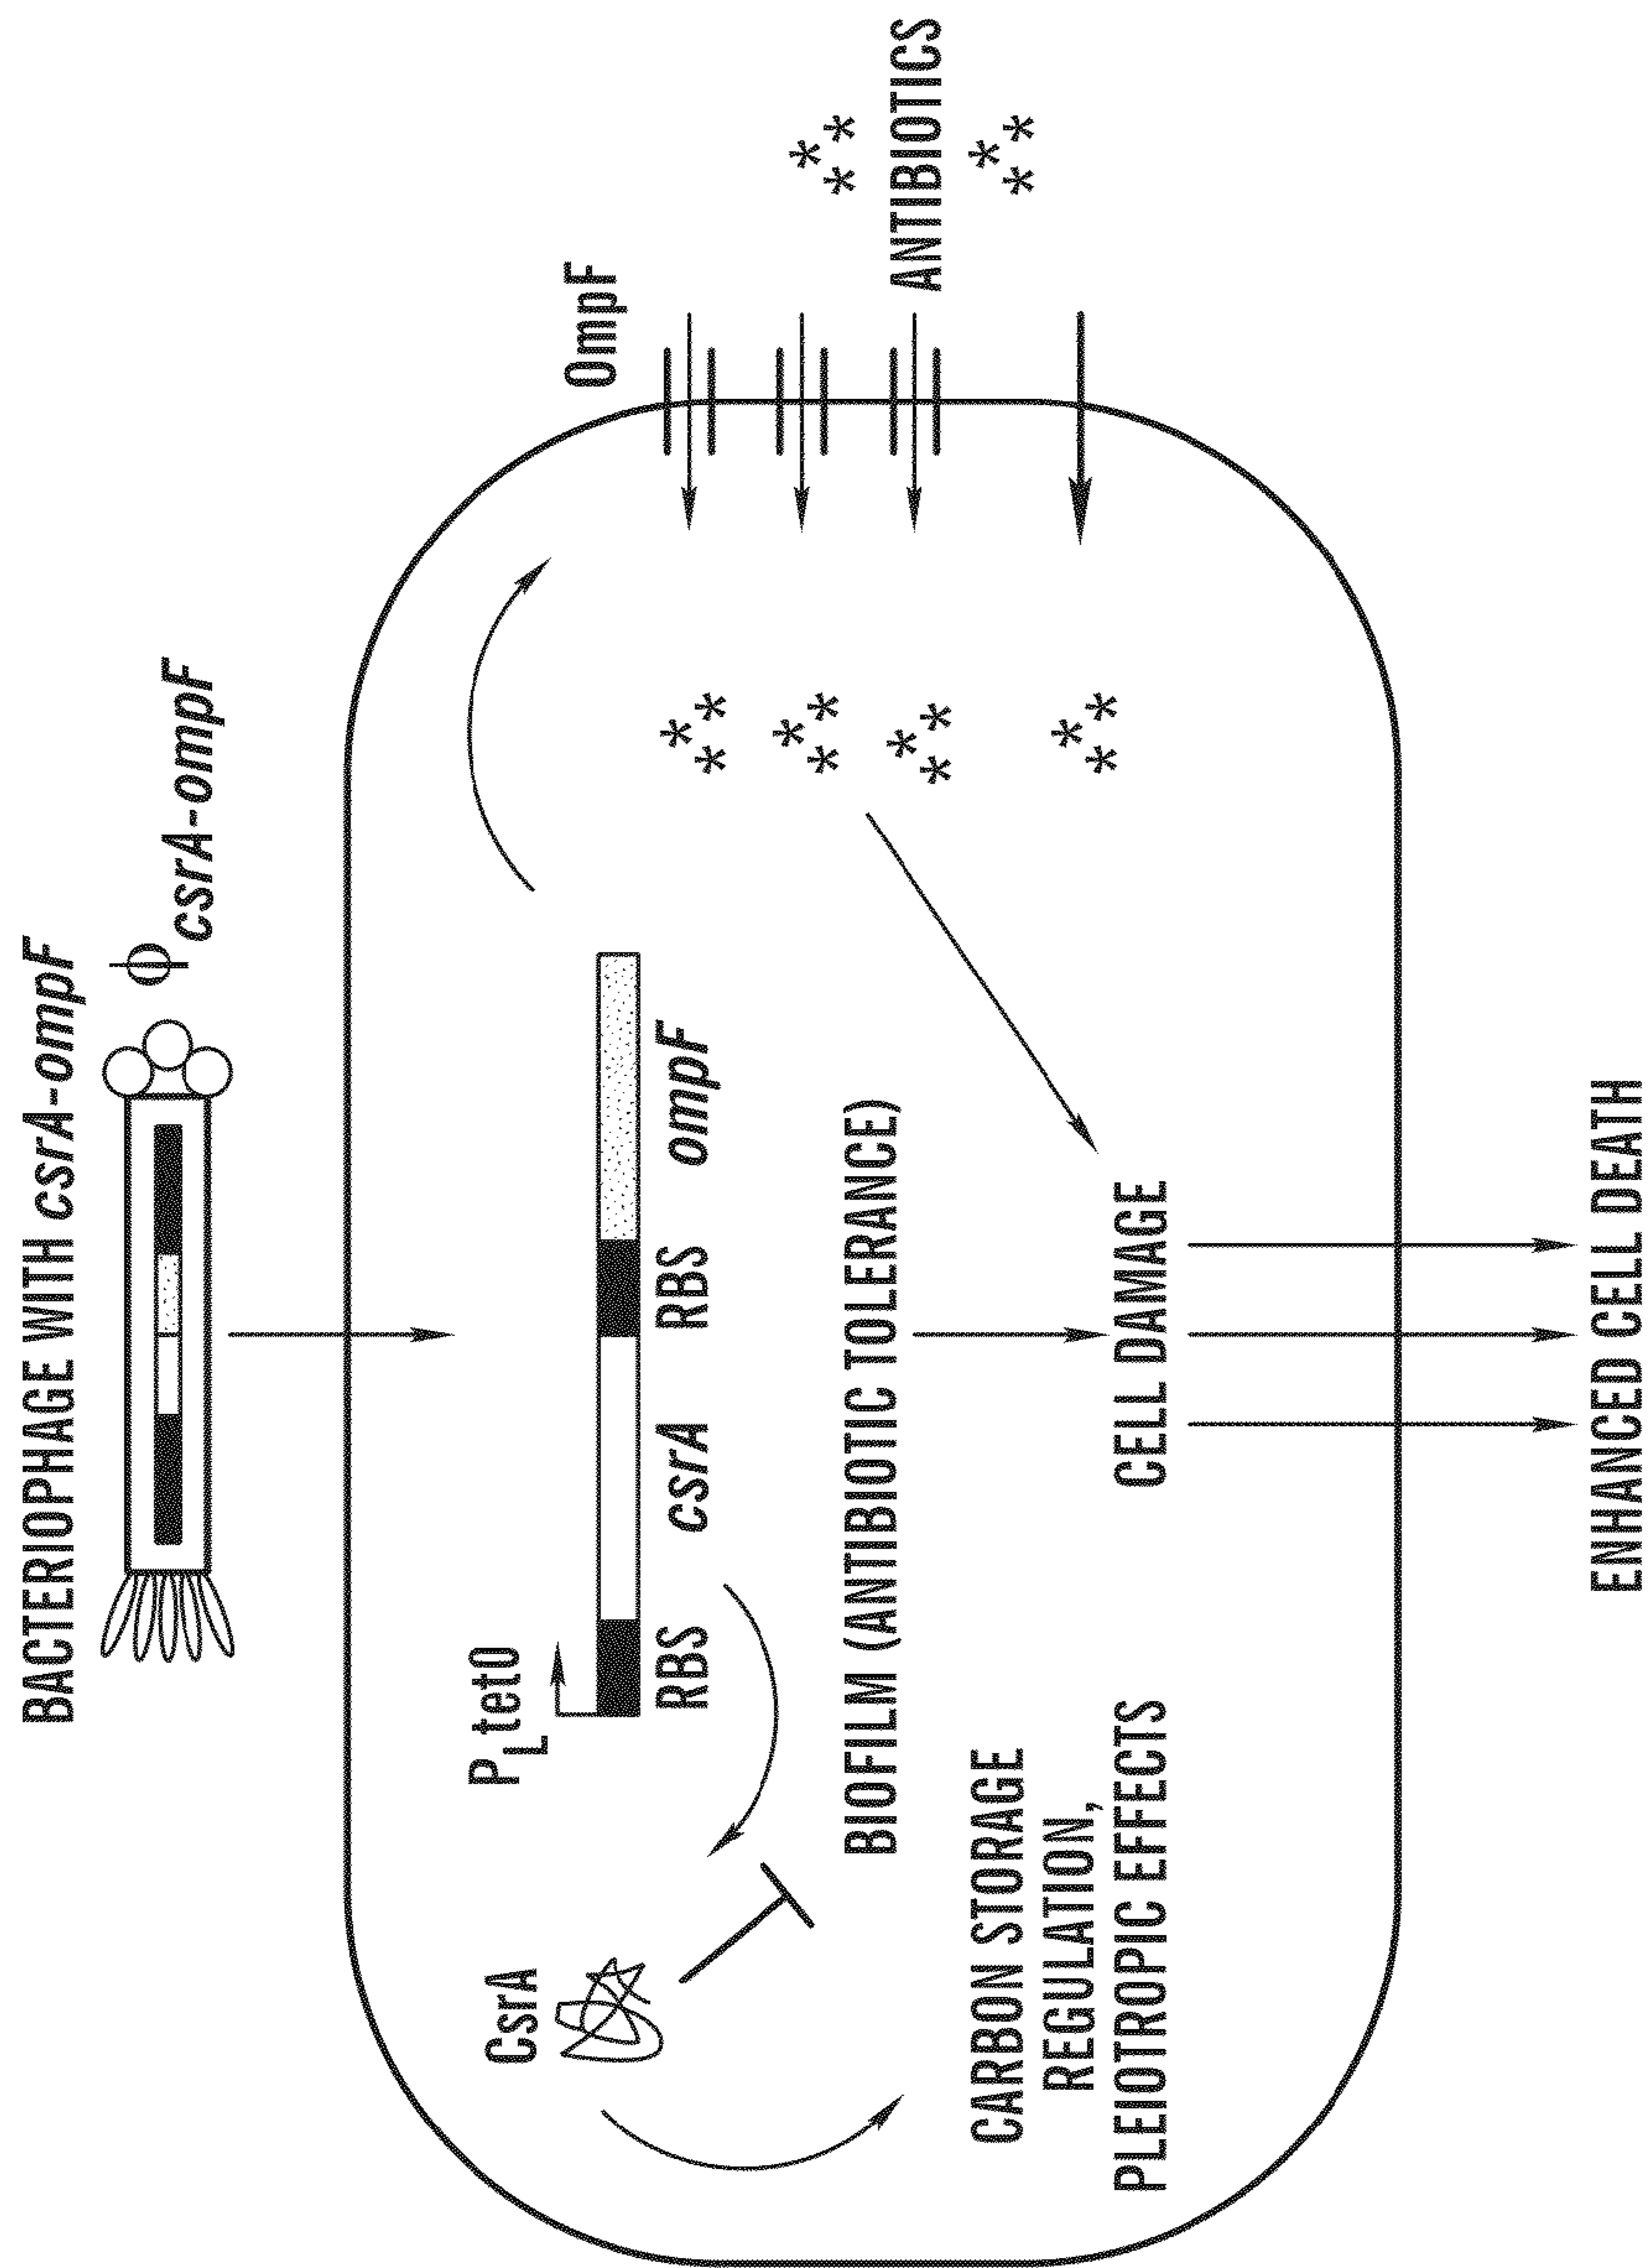 BACTERIOPHAGE WITH csrA-ompF
ϕcsrA-ompF
CsrA
PLtetO
RBS
csrA
RBS
ompF
OmpF
ANTIBIOTICS
BIOFILM (ANTIBIOTIC TOLERANCE)
CARBON STORAGE
REGULATION,
PLEIOTROPIC EFFECTS
CELL DAMAGE
ENHANCED CELL DEATH